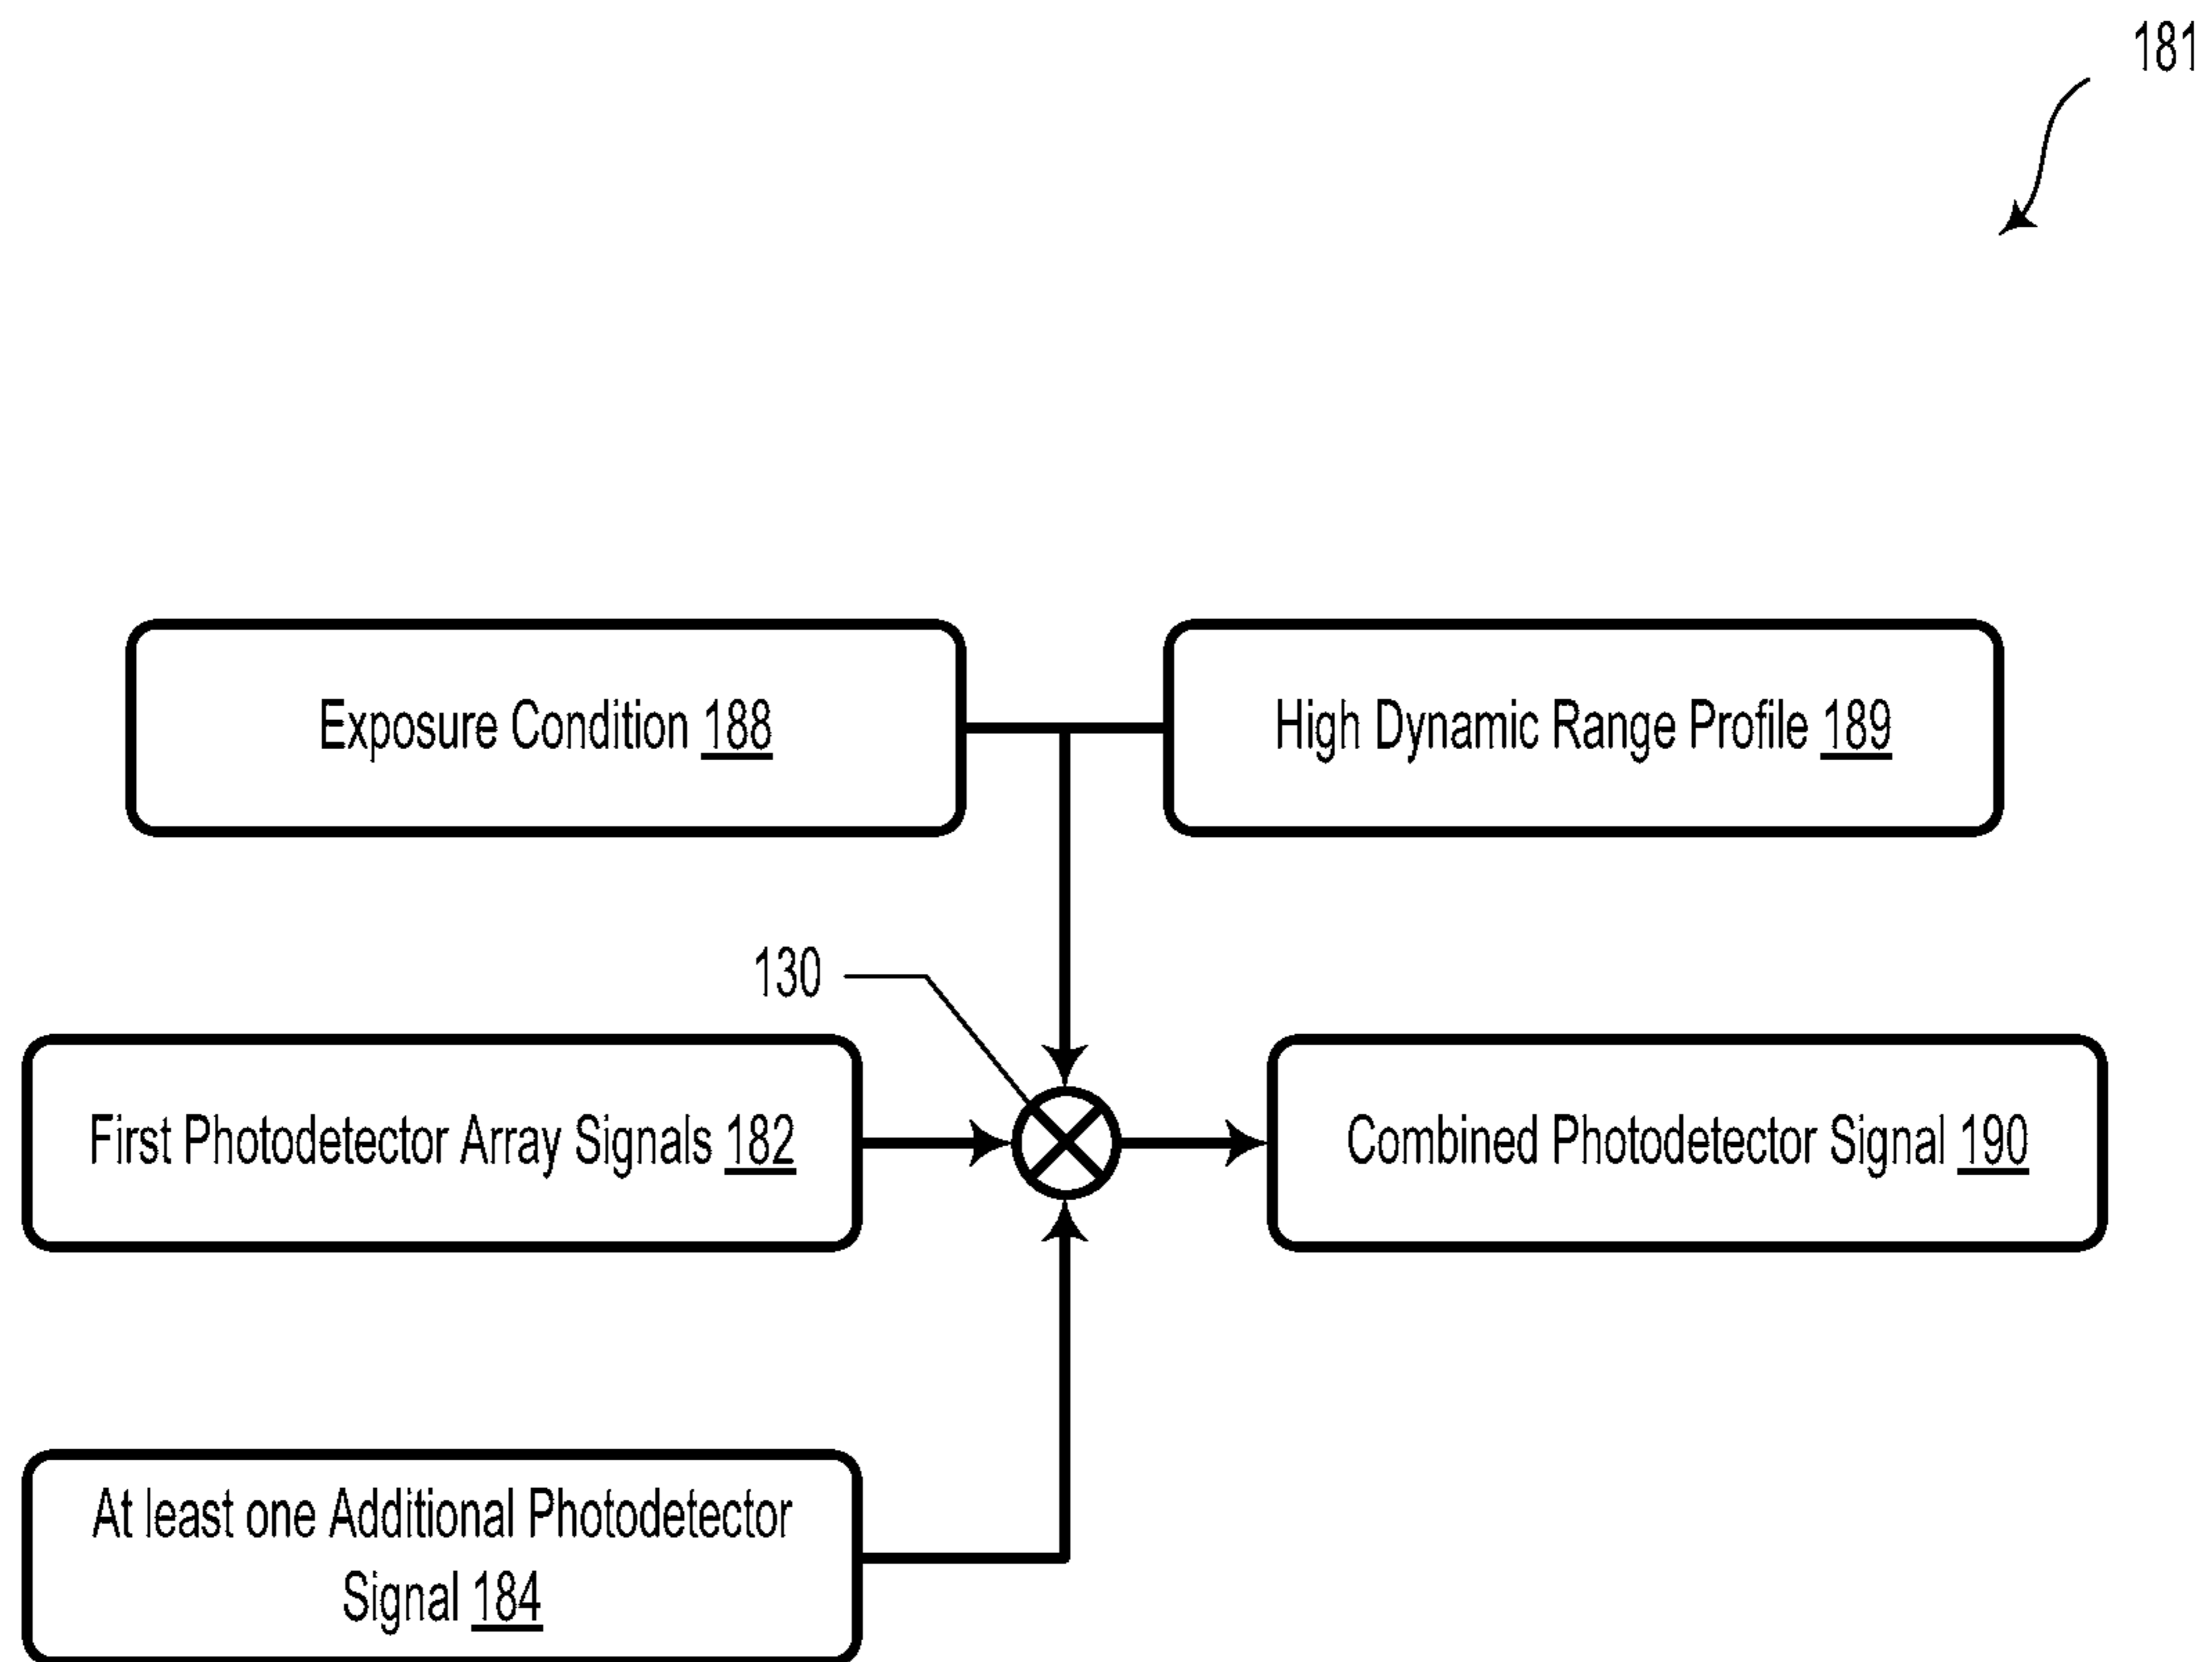 181
Exposure Condition 188
High Dynamic Range Profile 189
130
First Photodetector Array Signals 182
Combined Photodetector Signal 190
At least one Additional Photodetector
Signal 184